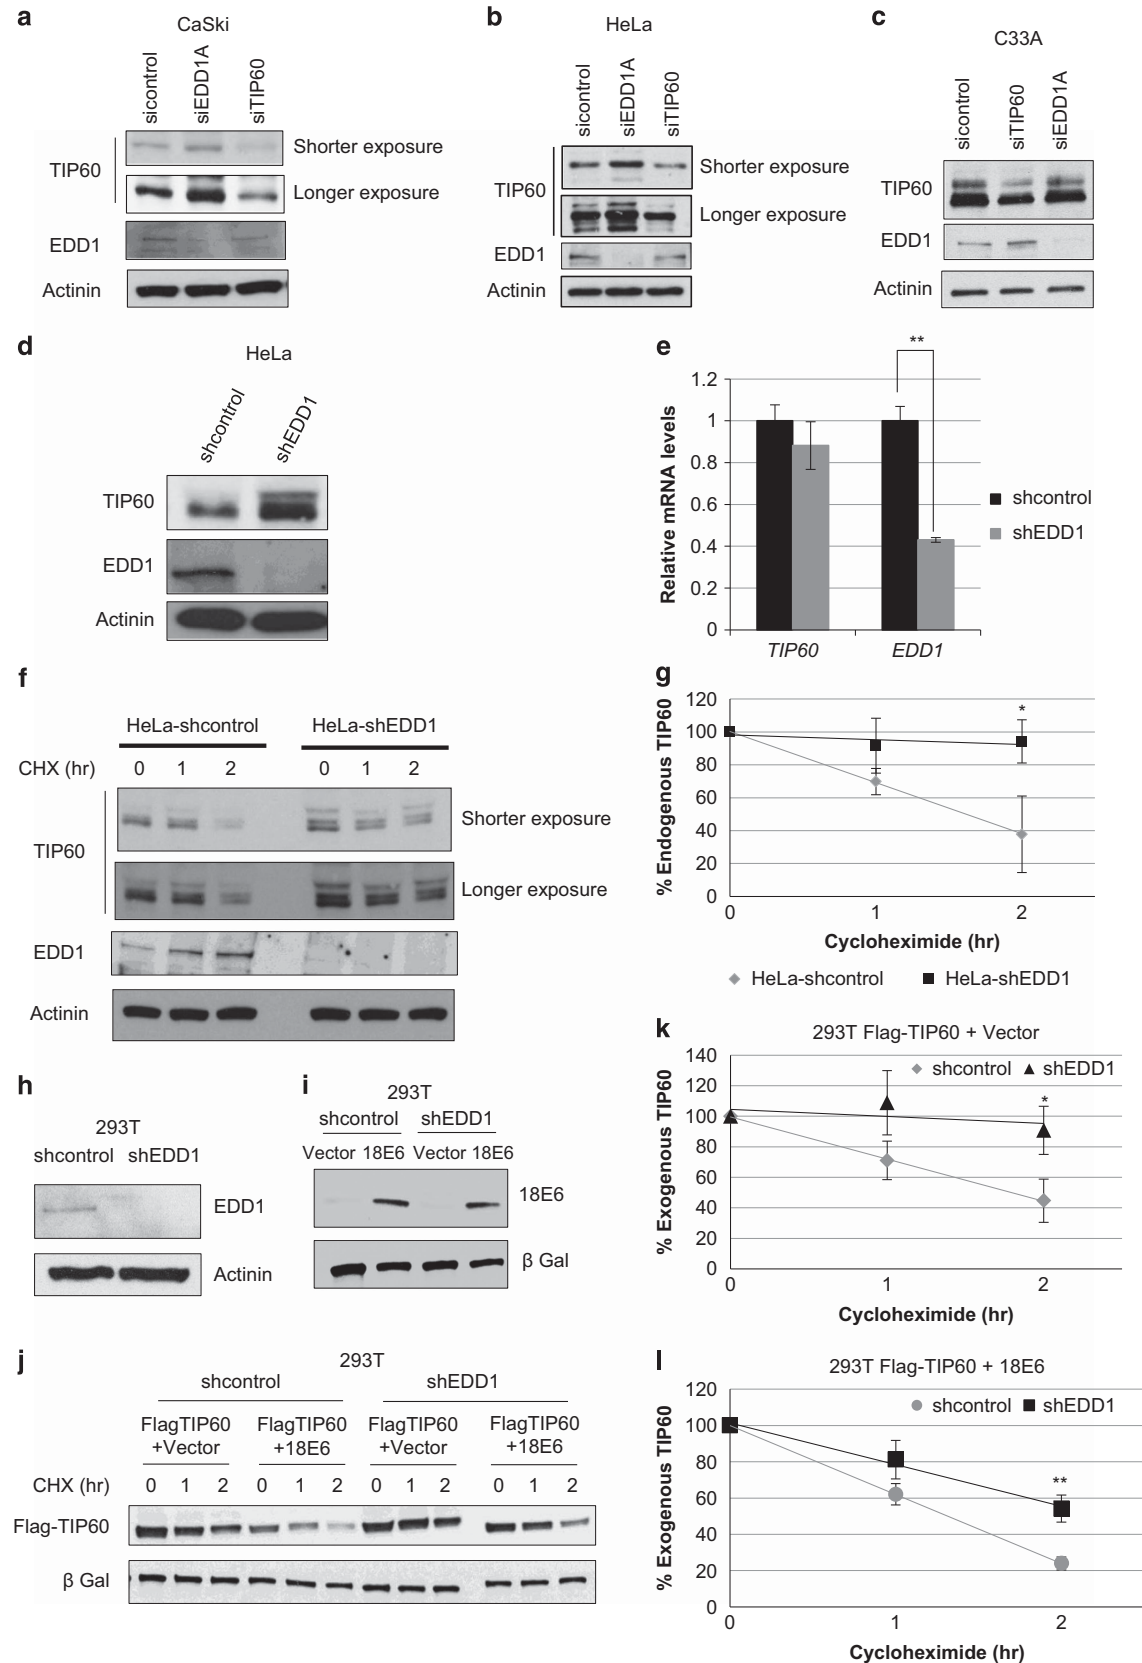 a
CaSki
sicontrol
siEDD1A
siTIP60
TIP60
Shorter exposure
Longer exposure
EDD1
Actinin
b
HeLa
sicontrol
siEDD1A
siTIP60
TIP60
Shorter exposure
Longer exposure
EDD1
Actinin
c
C33A
sicontrol
siTIP60
siEDD1A
TIP60
EDD1
Actinin
d
HeLa
shcontrol
shEDD1
TIP60
EDD1
Actinin
e
**
Relative mRNA levels
1.2
1
0.8
0.6
0.4
0.2
0
TIP60 EDD1
shcontrol
shEDD1
f
HeLa-shcontrol HeLa-shEDD1
CHX (hr) 0 1 2 0 1 2
TIP60
Shorter exposure
Longer exposure
EDD1
Actinin
g
% Endogenous TIP60
120
100
80
60
40
20
0
*
0 1 2
Cycloheximide (hr)
HeLa-shcontrol HeLa-shEDD1
h
293T
shcontrol shEDD1
EDD1
Actinin
i
293T
shcontrol shEDD1
Vector 18E6 Vector 18E6
18E6
β Gal
j
293T
shcontrol shEDD1
FlagTIP60 +Vector
FlagTIP60 +18E6
FlagTIP60 +Vector
FlagTIP60 +18E6
CHX (hr) 0 1 2 0 1 2 0 1 2 0 1 2
Flag-TIP60
β Gal
k
293T Flag-TIP60 + Vector
shcontrol shEDD1
% Exogenous TIP60
140
120
100
80
60
40
20
0
*
0 1 2
Cycloheximide (hr)
l
293T Flag-TIP60 + 18E6
shcontrol shEDD1
% Exogenous TIP60
120
100
80
60
40
20
0
**
0 1 2
Cycloheximide (hr)